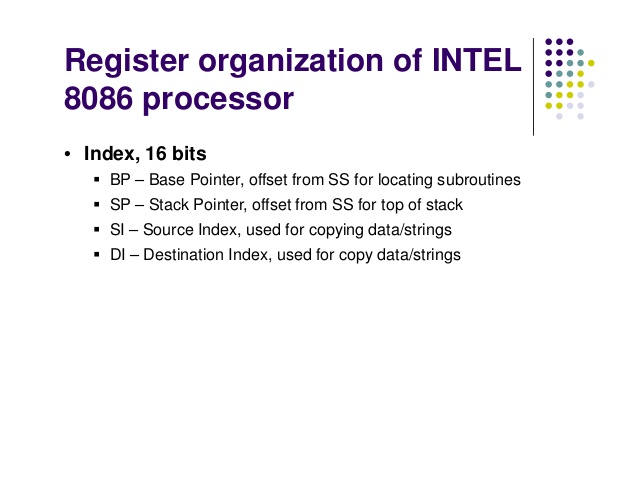 Register organization of INTEL
8086 processor
• Index, 16 bits
▪ BP – Base Pointer, offset from SS for locating subroutines
▪ SP – Stack Pointer, offset from SS for top of stack
▪ SI – Source Index, used for copying data/strings
▪ DI – Destination Index, used for copy data/strings